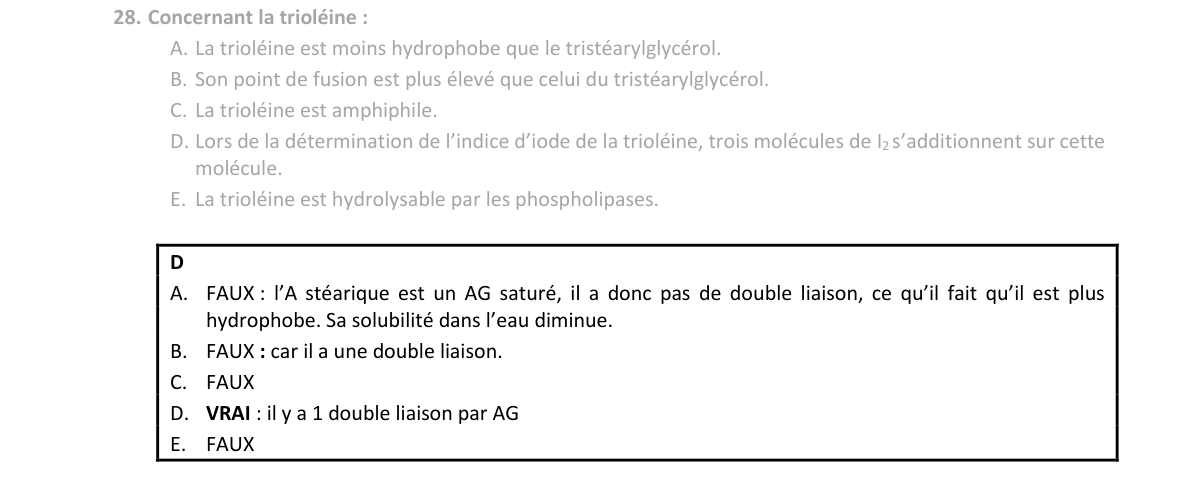 28. Concernant la trioléine :
A. La trioléine est moins hydrophobe que le tristéarylglycérol.
B. Son point de fusion est plus élevé que celui du tristéarylglycérol.
C. La trioléine est amphiphile.
D. Lors de la détermination de l’indice d’iode de la trioléine, trois molécules de I2 s’additionnent sur cette
molécule.
E. La trioléine est hydrolysable par les phospholipases.
D
A. FAUX : l’A stéarique est un AG saturé, il a donc pas de double liaison, ce qu’il fait qu’il est plus
hydrophobe. Sa solubilité dans l’eau diminue.
B. FAUX : car il a une double liaison.
C. FAUX
D. VRAI : il y a 1 double liaison par AG
E. FAUX